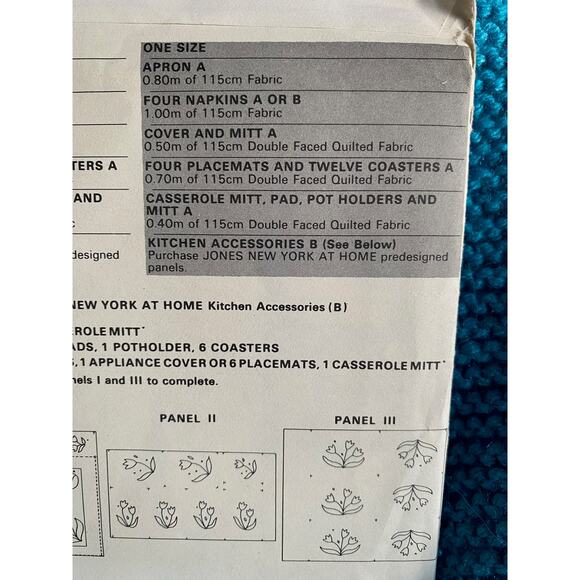 ONE SIZE
APRON A
0.80m of 115cm Fabric
FOUR NAPKINS A OR B
1.00m of 115cm Fabric
COVER AND MITT A
0.50m of 115cm Double Faced Quilted Fabric
TERS A
FOUR PLACEMATS AND TWELVE COASTERS A
0.70m of 115cm Double Faced Quilted Fabric
AND
CASSEROLE MITT, PAD, POT HOLDERS AND
MITT A
0.40m of 115cm Double Faced Quilted Fabric
KITCHEN ACCESSORIES B (See Below)
designed
Purchase JONES NEW YORK AT HOME predesigned
panels.
NEW YORK AT HOME Kitchen Accessories (B)
EROLE MITT*
ADS, 1 POTHOLDER, 6 COASTERS
S, 1 APPLIANCE COVER OR 6 PLACEMATS, 1 CASSEROLE MITT*
nels I and III to complete.
PANEL II
PANEL III